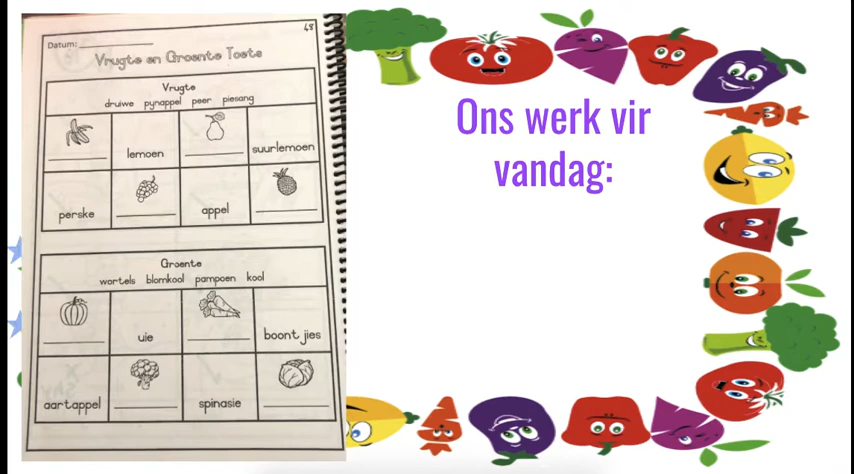 48
Datum:
Vrugte en Groente Toets
Vrugte
druiwe pynappel peer piesang
lemoen
suurlemoen
perske
appel
Groente
wortels blomkool pampoen kool
uie
boontjies
aartappel
spinasie
Ons werk vir
vandag: